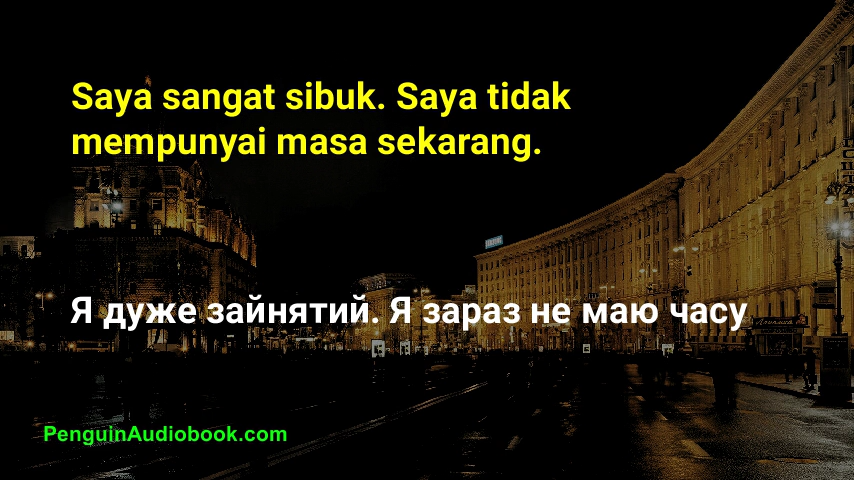 Saya sangat sibuk. Saya tidak
mempunyai masa sekarang.
Я дуже зайнятий. Я зараз не маю часу
PenguinAudiobook.com